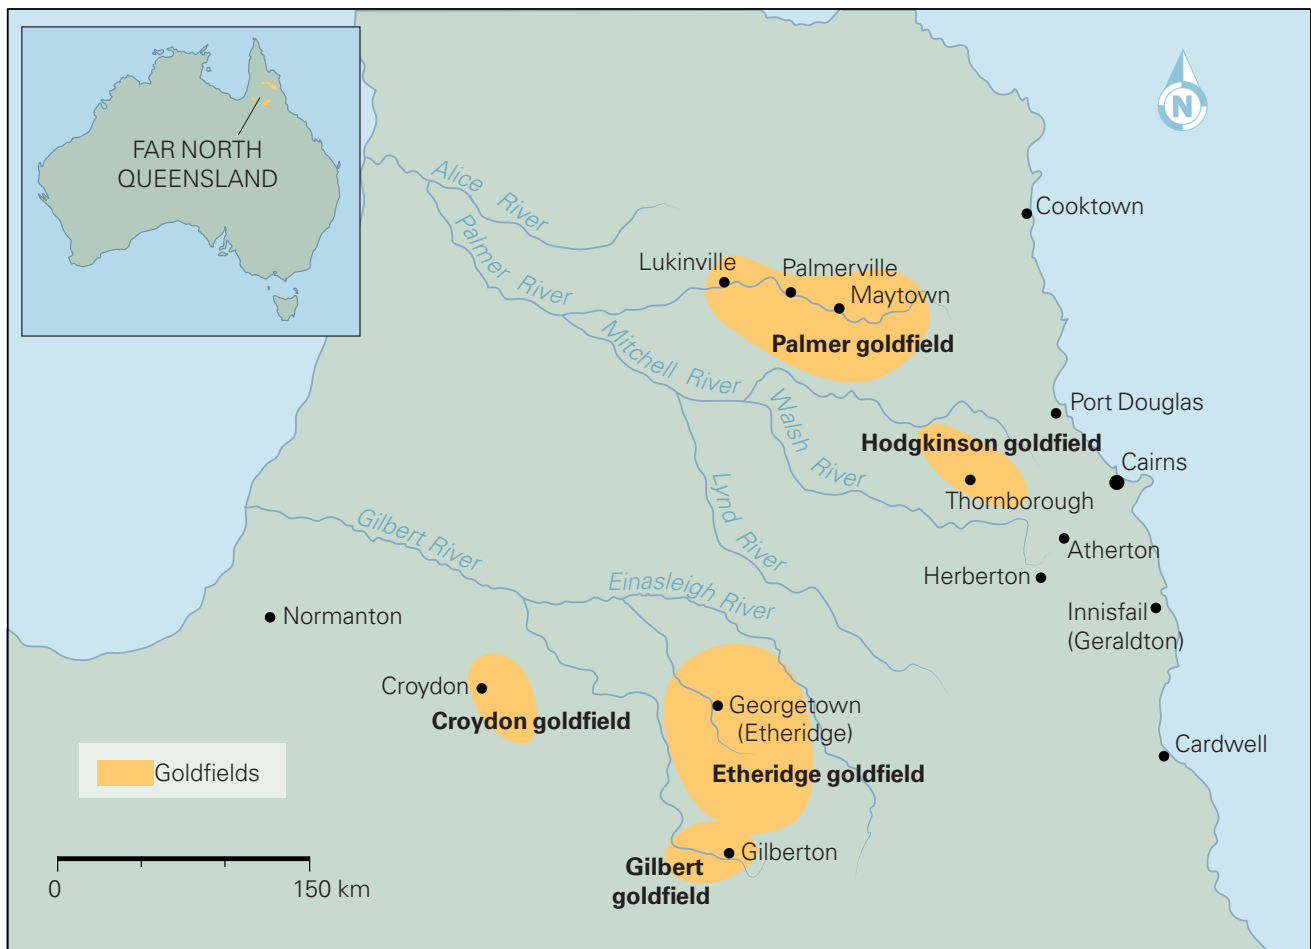 FAR NORTH
QUEENSLAND
N
Alice River
Cooktown
Palmer River
Lukinville
Palmerville
Maytown
Palmer goldfield
Mitchell River
Walsh River
Port Douglas
Hodgkinson goldfield
Cairns
Thornborough
Lynd River
Gilbert River
Atherton
Herberton
Einasleigh River
Innisfail
(Geraldton)
Normanton
Croydon
Croydon goldfield
Georgetown
(Etheridge)
Cardwell
Etheridge goldfield
Goldfields
Gilberton
Gilbert
goldfield
0
150 km